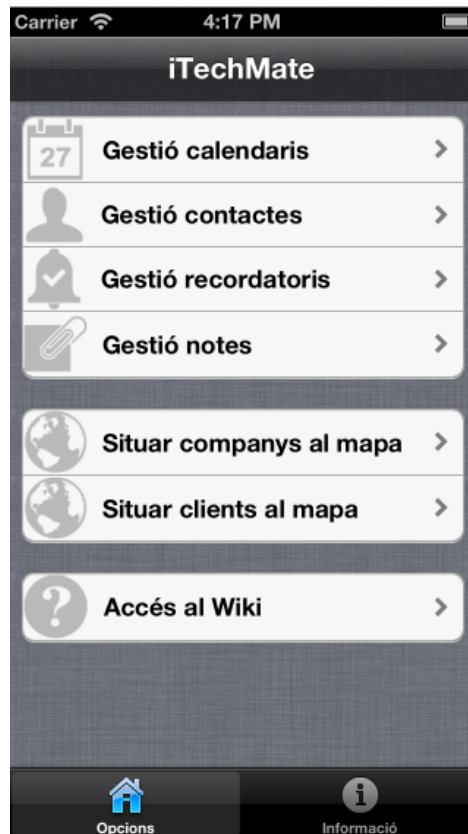 Carrier 4:17 PM
iTechMate
27 Gestió calendaris
Gestió contactes
Gestió recordatoris
Gestió notes
Situar companys al mapa
Situar clients al mapa
? Accés al Wiki
i
Opcions Informació